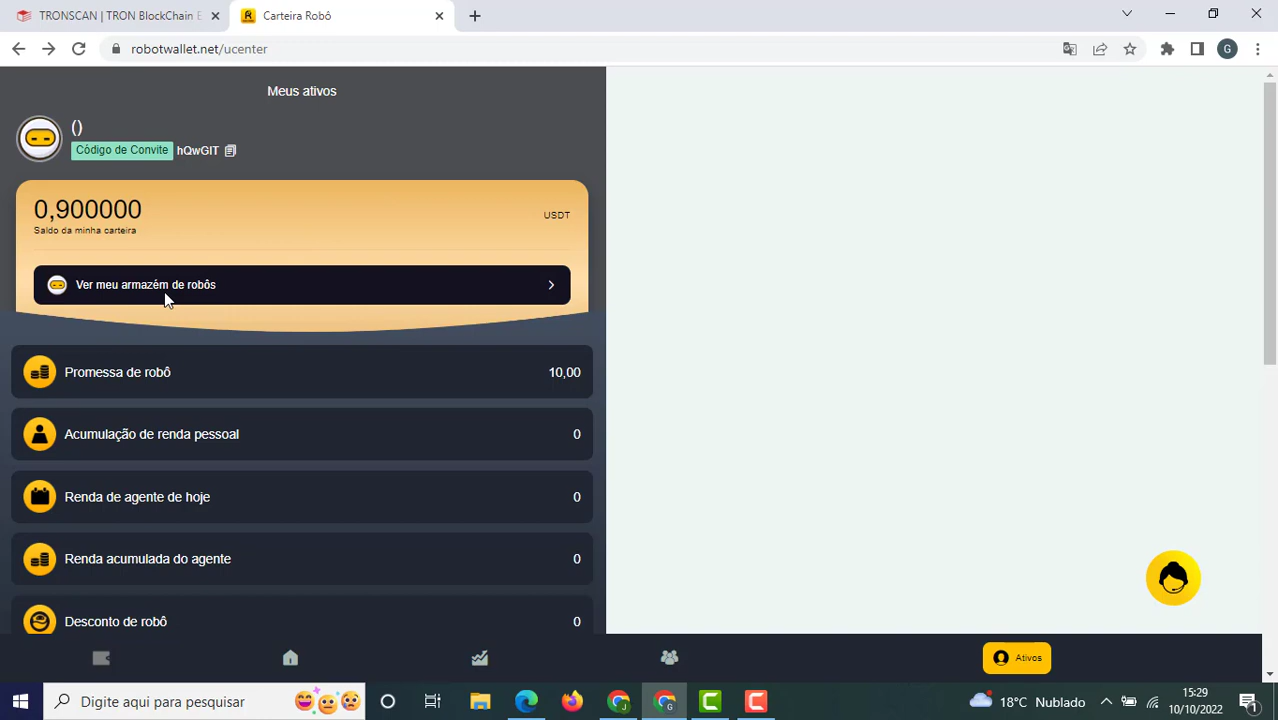 TRONSCAN | TRON BlockChain E
Carteira Robô
robotwallet.net/ucenter
G
Meus ativos
()
Código de Convite hQwGIT
0,900000
USDT
Saldo da minha carteira
Ver meu armazém de robôs
Promessa de robô 10,00
Acumulação de renda pessoal 0
Renda de agente de hoje 0
Renda acumulada do agente 0
Desconto de robô 0
Ativos
Digite aqui para pesquisar
J
G
C
C
18°C Nublado
15:29
10/10/2022
1